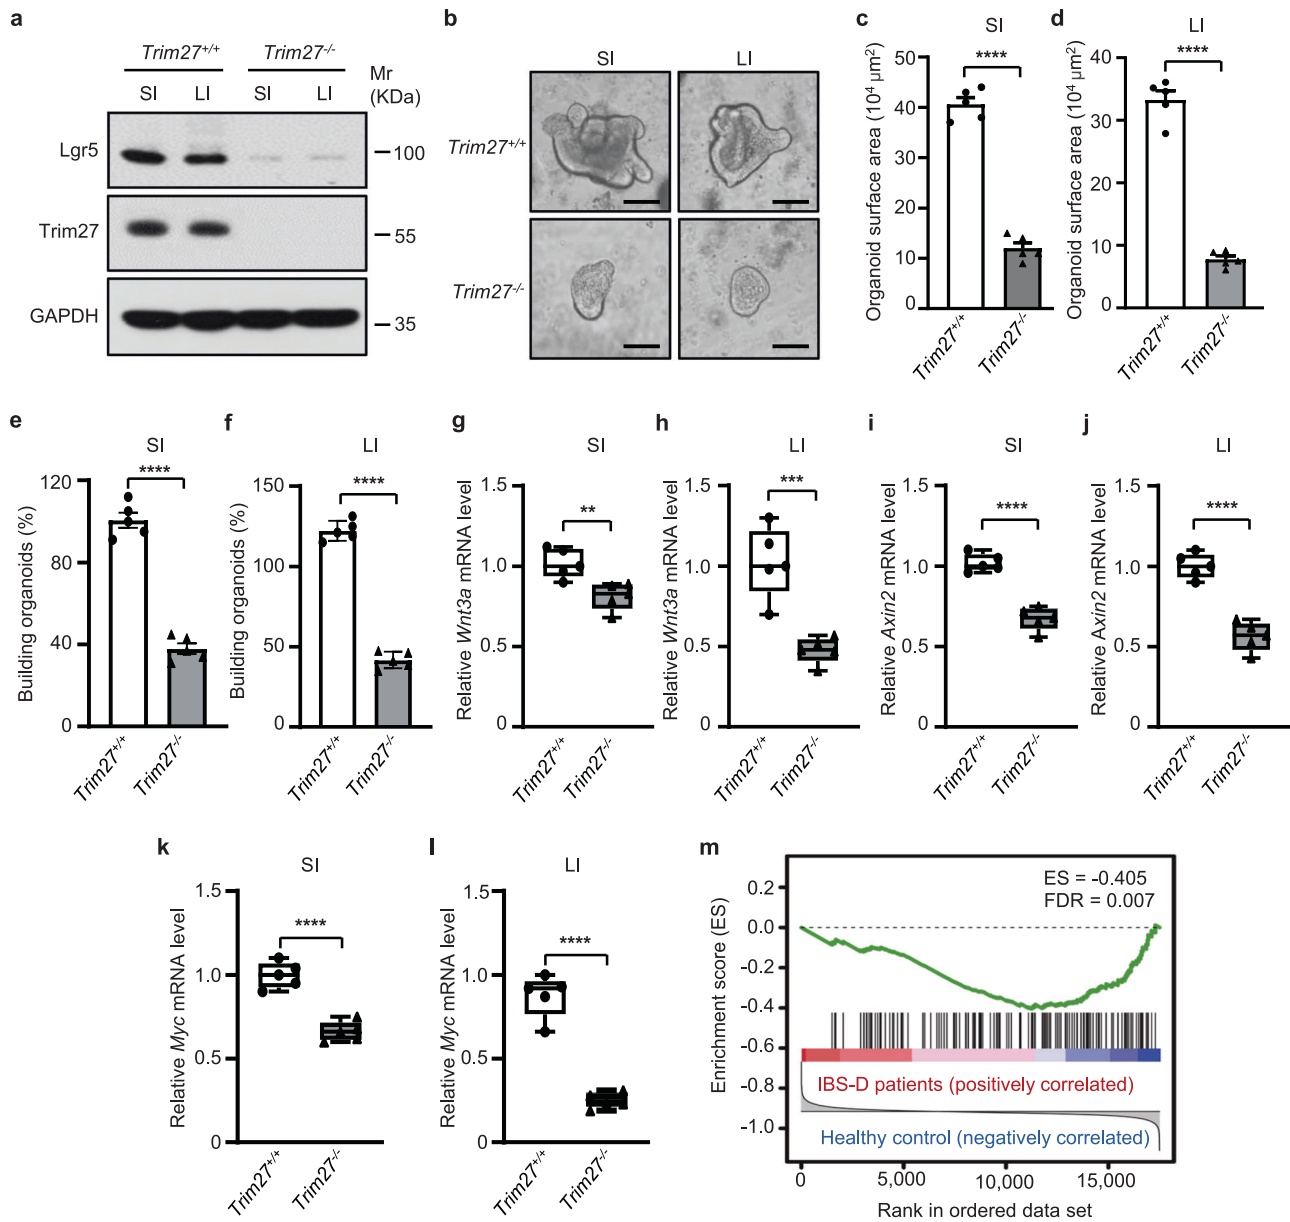 a
Trim27+/+ Trim27-/-
SI LI SI LI
Mr
(KDa)
Lgr5
100
Trim27
55
GAPDH
35
b
SI LI
Trim27+/+
Trim27-/-
c
SI
****
Organoid surface area (10⁴ μm²)
50
40
30
20
10
0
Trim27+/+
Trim27-/-
d
LI
****
Organoid surface area (10⁴ μm²)
40
30
20
10
0
Trim27+/+
Trim27-/-
e
SI
****
Building organoids (%)
120
80
40
0
Trim27+/+
Trim27-/-
f
LI
****
Building organoids (%)
150
100
50
0
Trim27+/+
Trim27-/-
g
SI
**
Relative Wnt3a mRNA level
1.5
1.0
0.5
0
Trim27+/+
Trim27-/-
h
LI
***
Relative Wnt3a mRNA level
1.5
1.0
0.5
0
Trim27+/+
Trim27-/-
i
SI
****
Relative Axin2 mRNA level
1.5
1.0
0.5
0
Trim27+/+
Trim27-/-
j
LI
****
Relative Axin2 mRNA level
1.5
1.0
0.5
0
Trim27+/+
Trim27-/-
k
SI
****
Relative Myc mRNA level
1.5
1.0
0.5
0
Trim27+/+
Trim27-/-
l
LI
****
Relative Myc mRNA level
1.5
1.0
0.5
0
Trim27+/+
Trim27-/-
m
ES = -0.405
FDR = 0.007
Enrichment score (ES)
0.2
0.0
-0.2
-0.4
-0.6
-0.8
-1.0
IBS-D patients (positively correlated)
Healthy control (negatively correlated)
0 5,000 10,000 15,000
Rank in ordered data set